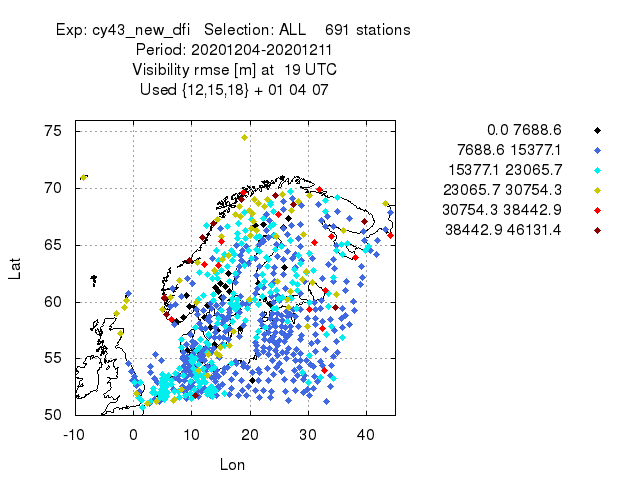 Exp: cy43_new_dfi   Selection: ALL    691 stations
Period: 20201204-20201211
Visibility rmse [m] at  19 UTC
Used {12,15,18} + 01 04 07
0.0 7688.6
7688.6 15377.1
15377.1 23065.7
23065.7 30754.3
30754.3 38442.9
38442.9 46131.4
75
70
65
60
55
50
Lat
-10 0 10 20 30 40
Lon